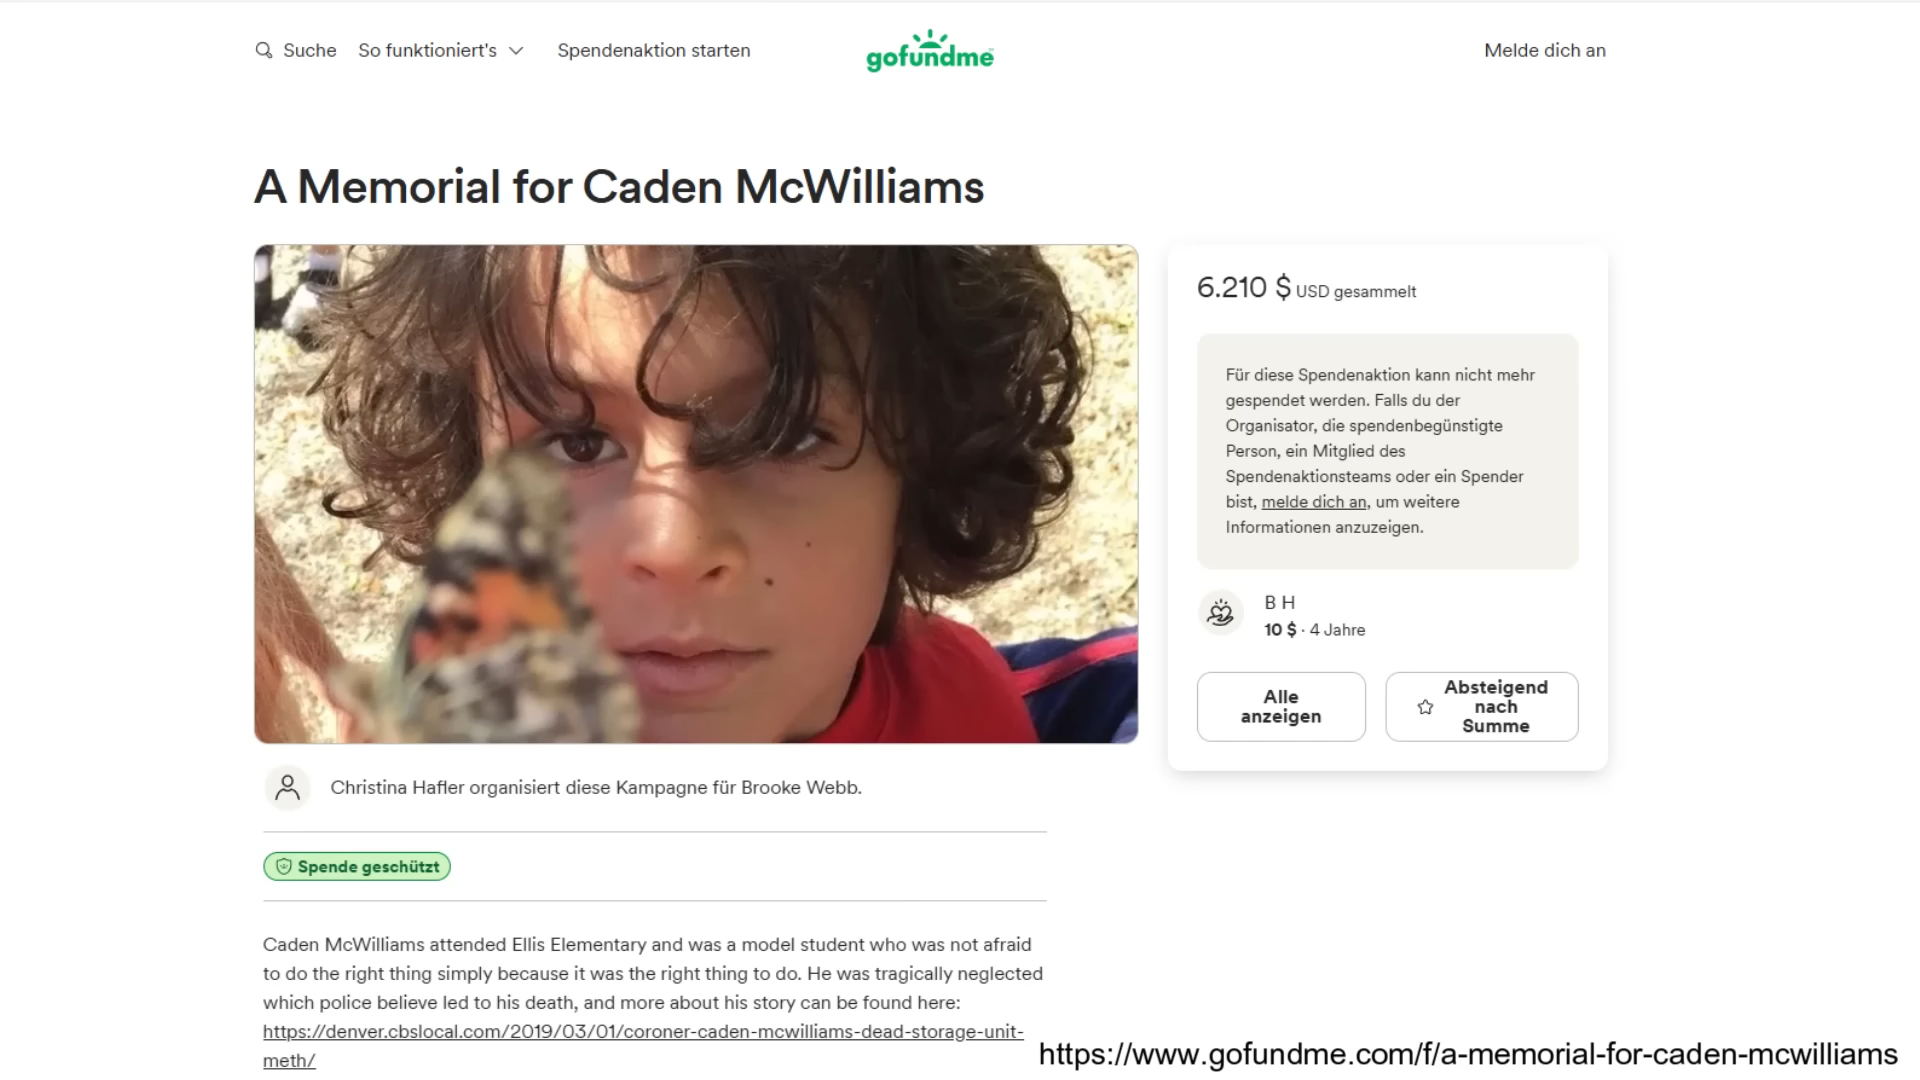 Suche So funktioniert's Spendenaktion starten gofundme Melde dich an
A Memorial for Caden McWilliams
6.210 $ USD gesammelt
Für diese Spendenaktion kann nicht mehr
gespendet werden. Falls du der
Organisator, die spendenbegünstigte
Person, ein Mitglied des
Spendenaktionsteams oder ein Spender
bist, melde dich an, um weitere
Informationen anzuzeigen.
B H
10 $ · 4 Jahre
Alle
anzeigen
Absteigend
nach
Summe
Christina Hafler organisiert diese Kampagne für Brooke Webb.
Spende geschützt
Caden McWilliams attended Ellis Elementary and was a model student who was not afraid
to do the right thing simply because it was the right thing to do. He was tragically neglected
which police believe led to his death, and more about his story can be found here:
https://denver.cbslocal.com/2019/03/01/coroner-caden-mcwilliams-dead-storage-unit-
meth/
https://www.gofundme.com/f/a-memorial-for-caden-mcwilliams